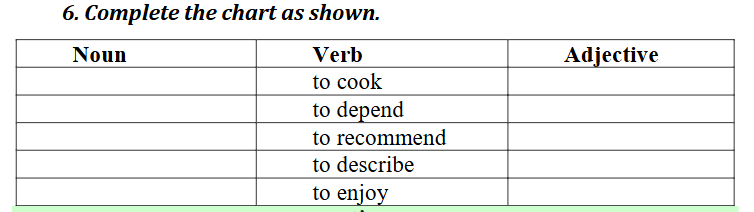 6. Complete the chart as shown.
Noun Verb Adjective
to cook
to depend
to recommend
to describe
to enjoy